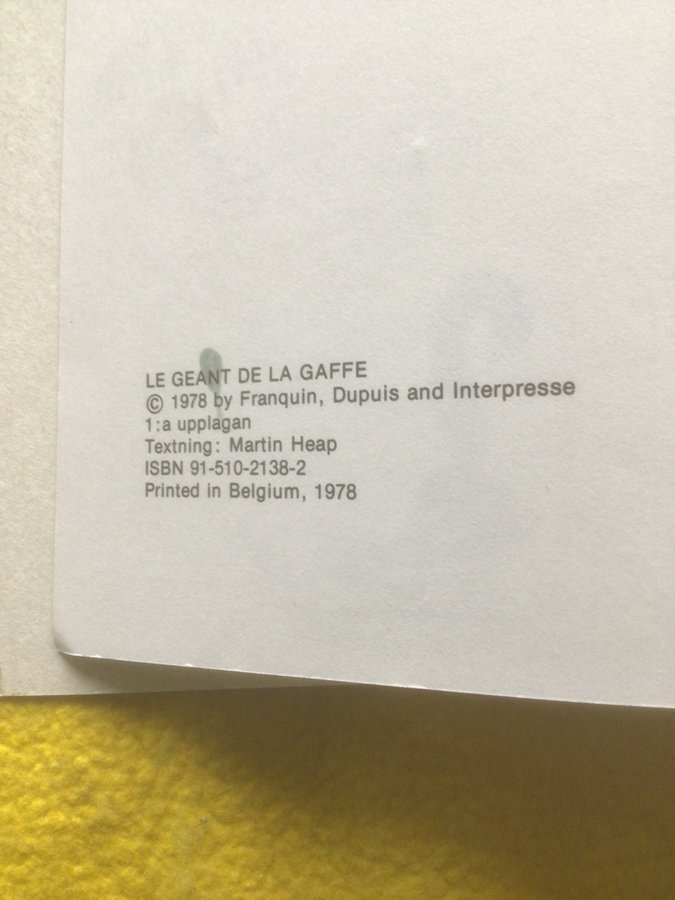 LE GEANT DE LA GAFFE
© 1978 by Franquin, Dupuis and Interpresse
1:a upplagan
Textning: Martin Heap
ISBN 91-510-2138-2
Printed in Belgium, 1978